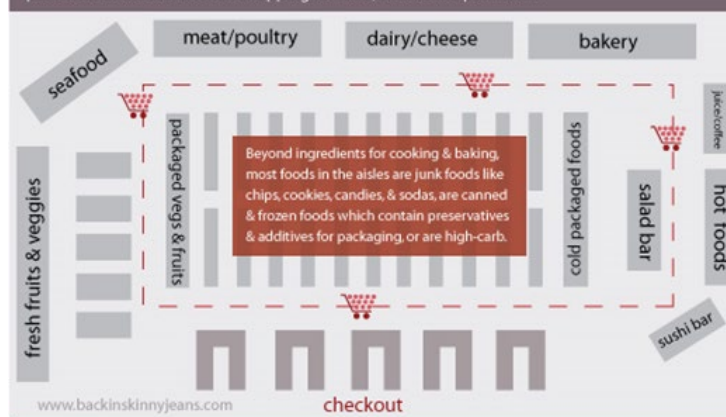 meat/poultry
dairy/cheese
bakery
seafood
juice/coffee
packaged vegs & fruits
Beyond ingredients for cooking & baking,
most foods in the aisles are junk foods like
chips, cookies, candies, & sodas, are canned
& frozen foods which contain preservatives
& additives for packaging, or are high-carb.
cold packaged foods
salad bar
hot foods
fresh fruits & veggies
sushi bar
www.backinskinnyjeans.com
checkout